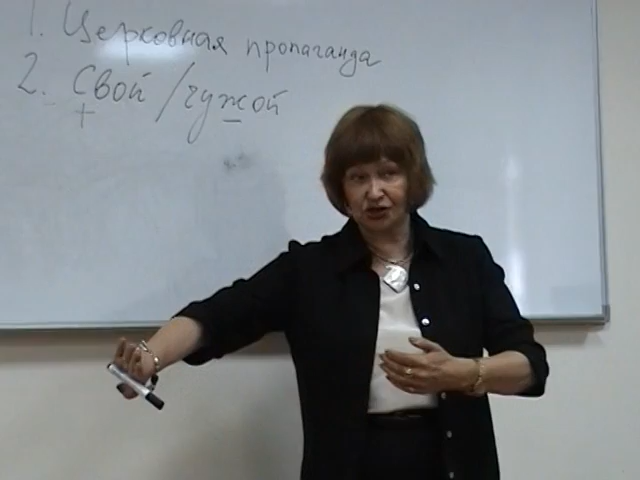 1. Церковная пропаганда
2. Свой / чужой
+ –